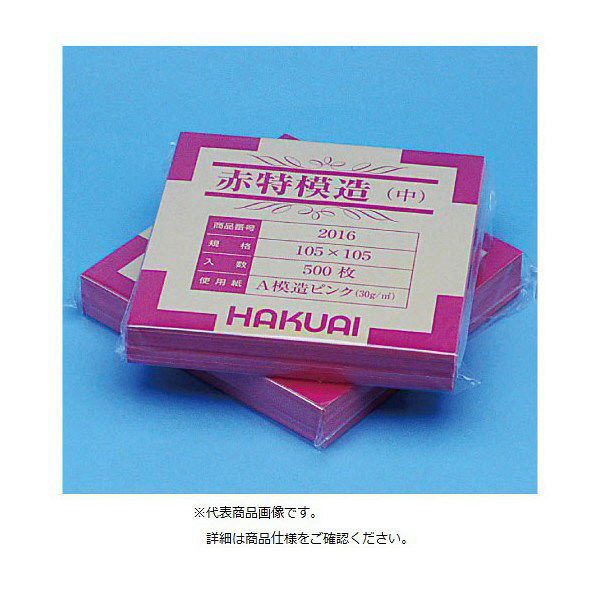 赤特模造（中）
商品番号 2016
規格 105×105
入数 500枚
使用紙 A模造ピンク(30g/㎡)
HAKUAI
※代表商品画像です。
詳細は商品仕様をご確認ください。